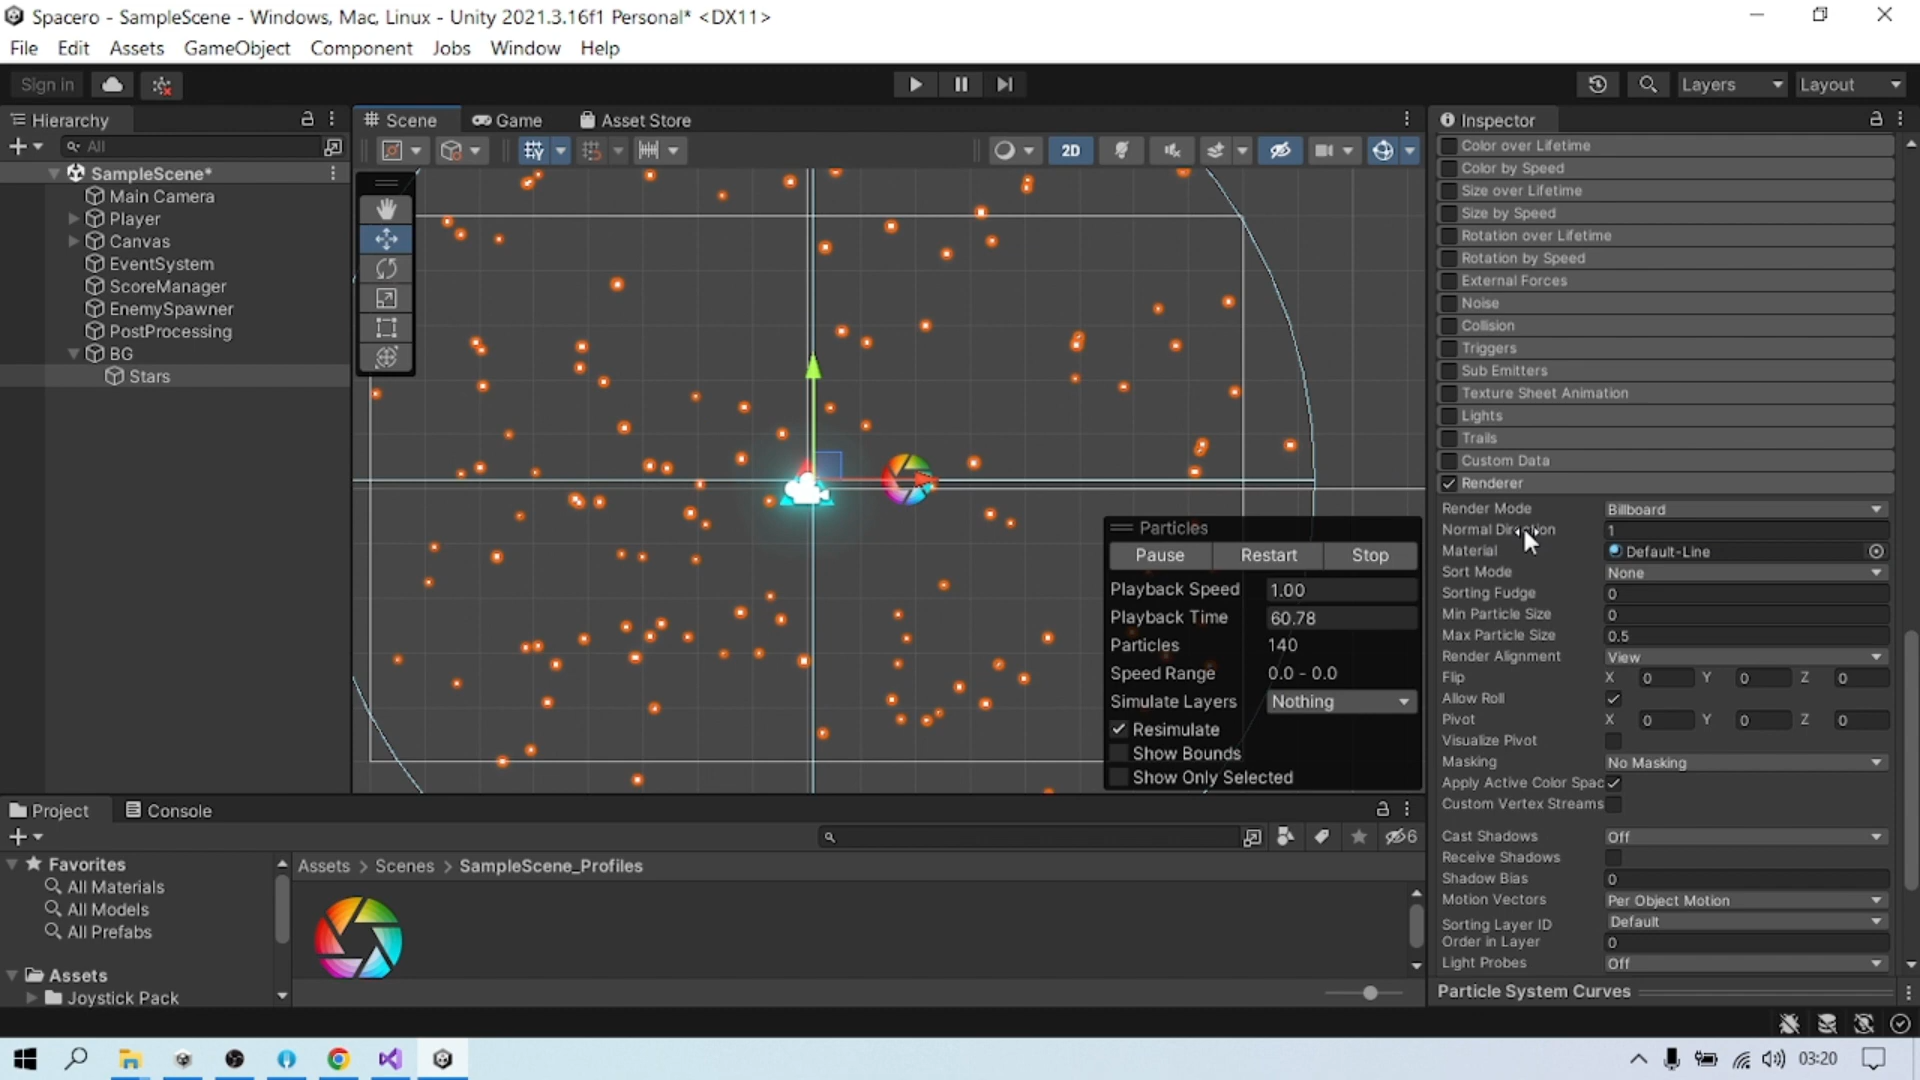 Spacero - SampleScene - Windows, Mac, Linux - Unity 2021.3.16f1 Personal* <DX11>
File Edit Assets GameObject Component Jobs Window Help
Sign in
Layers
Layout
Hierarchy
All
SampleScene*
Main Camera
Player
Canvas
EventSystem
ScoreManager
EnemySpawner
PostProcessing
BG
Stars
Scene
Game
Asset Store
2D
Particles
Pause Restart Stop
Playback Speed 1.00
Playback Time 60.78
Particles 140
Speed Range 0.0 - 0.0
Simulate Layers Nothing
Resimulate
Show Bounds
Show Only Selected
Inspector
Color over Lifetime
Color by Speed
Size over Lifetime
Size by Speed
Rotation over Lifetime
Rotation by Speed
External Forces
Noise
Collision
Triggers
Sub Emitters
Texture Sheet Animation
Lights
Trails
Custom Data
Renderer
Render Mode Billboard
Normal Direction 1
Material Default-Line
Sort Mode None
Sorting Fudge 0
Min Particle Size 0
Max Particle Size 0.5
Render Alignment View
Flip X 0 Y 0 Z 0
Allow Roll
Pivot X 0 Y 0 Z 0
Visualize Pivot
Masking No Masking
Apply Active Color Spac
Custom Vertex Streams
Cast Shadows Off
Receive Shadows
Shadow Bias 0
Motion Vectors Per Object Motion
Sorting Layer ID Default
Order in Layer 0
Light Probes Off
Particle System Curves
Project
Console
6
Favorites
All Materials
All Models
All Prefabs
Assets
Joystick Pack
Assets > Scenes > SampleScene_Profiles
03:20